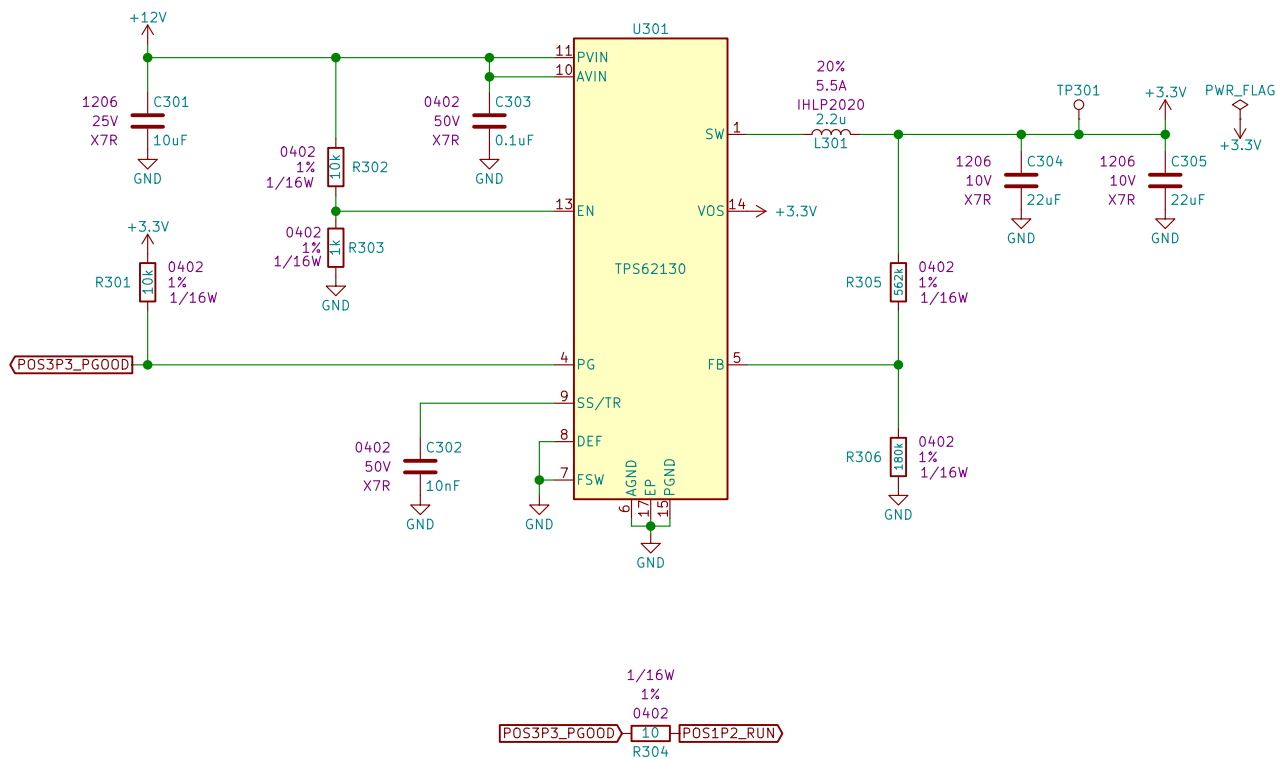 +12V
U301
11 PVIN
10 AVIN
1206
25V
X7R
C301
10uF
GND
0402
50V
X7R
C303
0.1uF
GND
0402
1%
1/16W
10k
R302
20%
5.5A
IHLP2020
2.2u
L301
SW 1
TP301
+3.3V
PWR_FLAG
+3.3V
1206
10V
X7R
C304
22uF
GND
1206
10V
X7R
C305
22uF
GND
13 EN
VOS 14
+3.3V
0402
1%
1/16W
1k
R303
GND
+3.3V
R301
10k
0402
1%
1/16W
TPS62130
R305
562k
0402
1%
1/16W
POS3P3_PGOOD
4 PG
FB 5
9 SS/TR
8 DEF
7 FSW
0402
50V
X7R
C302
10nF
GND
GND
R306
180k
0402
1%
1/16W
GND
AGND
EP
PGND
6
17
15
GND
1/16W
1%
0402
POS3P3_PGOOD
10
POS1P2_RUN
R304